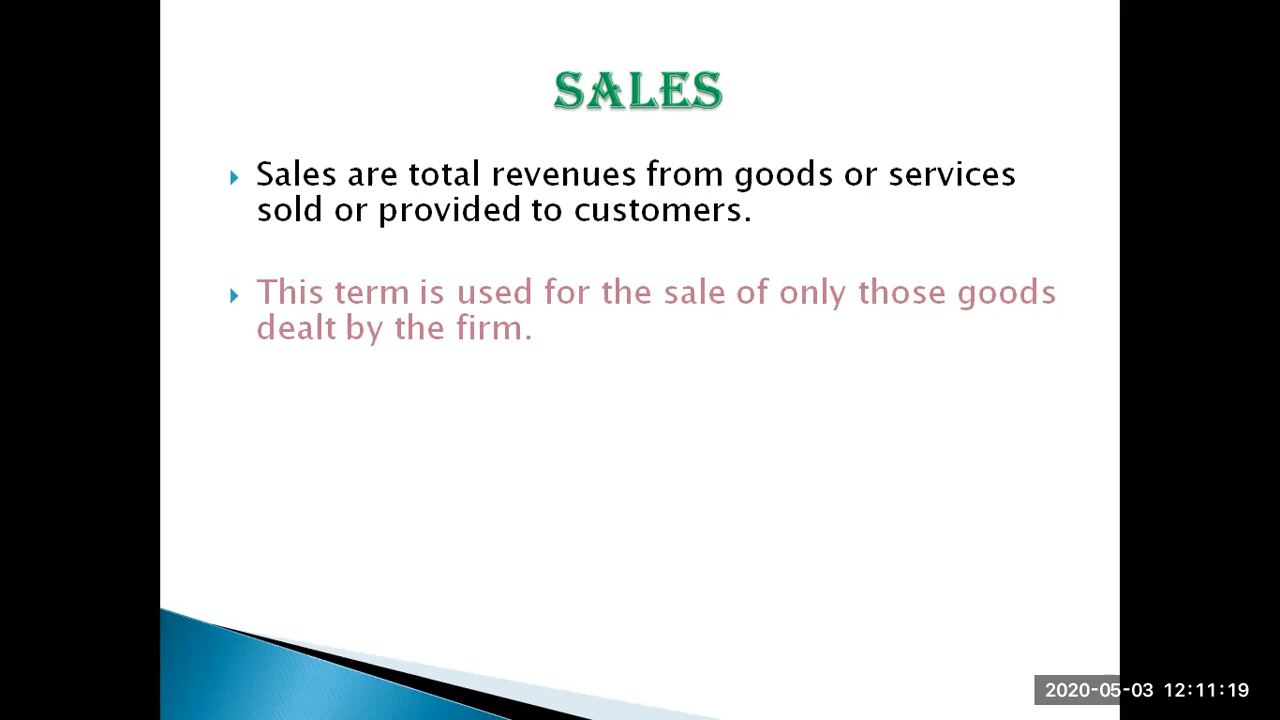 SALES
Sales are total revenues from goods or services
sold or provided to customers.
This term is used for the sale of only those goods
dealt by the firm.
2020-05-03 12:11:19